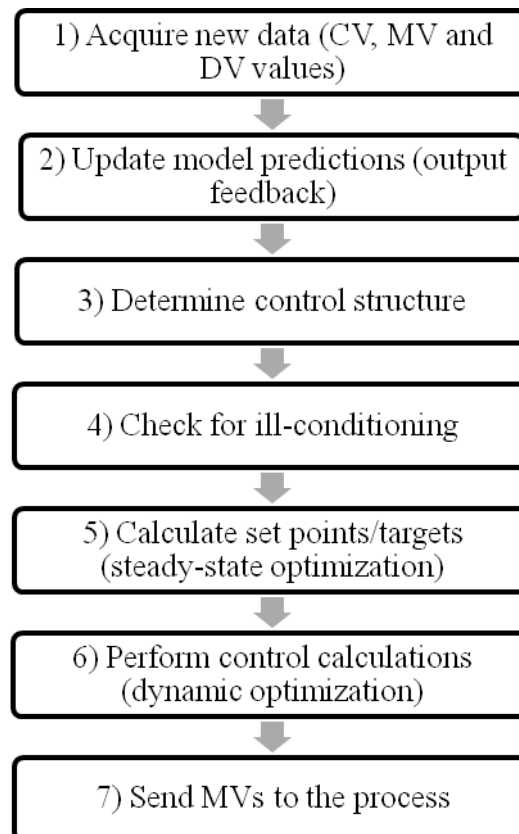 1) Acquire new data (CV, MV and
DV values)
2) Update model predictions (output
feedback)
3) Determine control structure
4) Check for ill-conditioning
5) Calculate set points/targets
(steady-state optimization)
6) Perform control calculations
(dynamic optimization)
7) Send MVs to the process